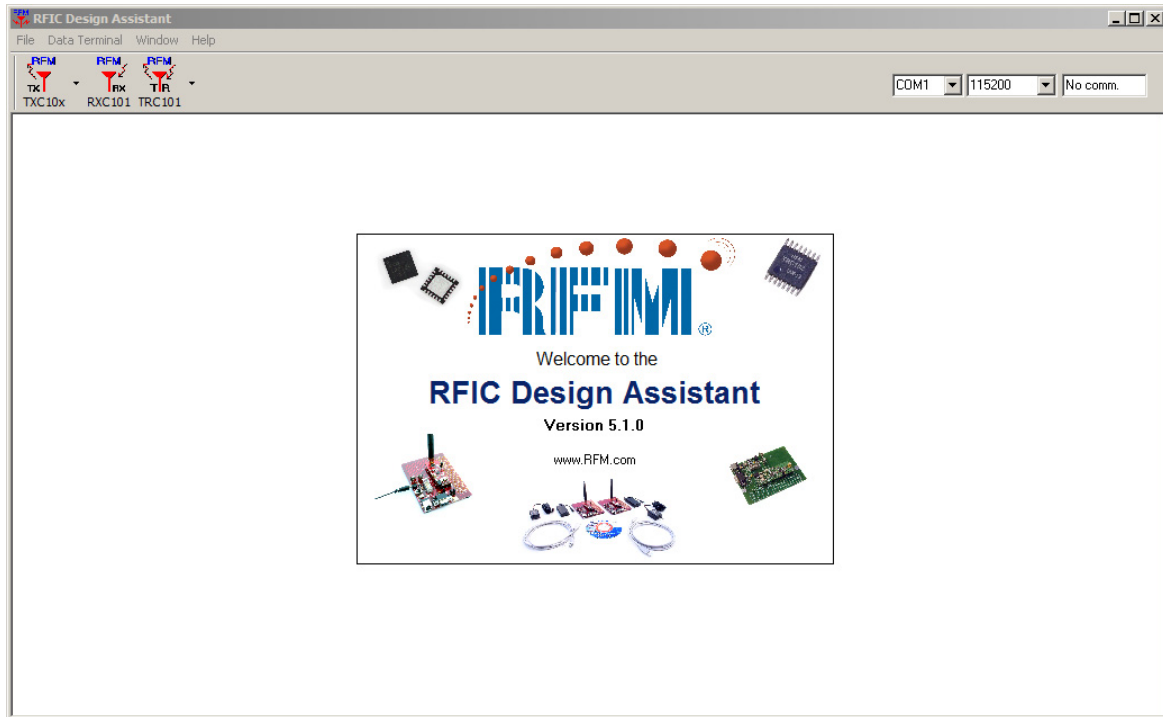 RFIC Design Assistant
File Data Terminal Window Help
RFM RFM RFM
TX RX T R
TXC10x RXC101 TRC101
COM1 115200 No comm.
RFM ®
Welcome to the
RFIC Design Assistant
Version 5.1.0
www.RFM.com